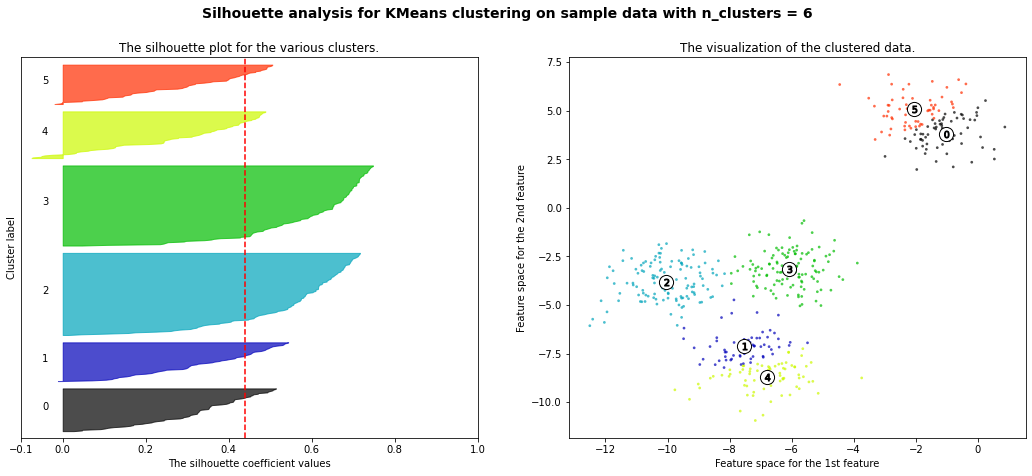 Silhouette analysis for KMeans clustering on sample data with n_clusters = 6
The silhouette plot for the various clusters.
Cluster label
5
4
3
2
1
0
−0.1 0.0 0.2 0.4 0.6 0.8 1.0
The silhouette coefficient values
The visualization of the clustered data.
Feature space for the 2nd feature
7.5
5.0
2.5
0.0
−2.5
−5.0
−7.5
−10.0
5
0
3
2
1
4
−12 −10 −8 −6 −4 −2 0
Feature space for the 1st feature